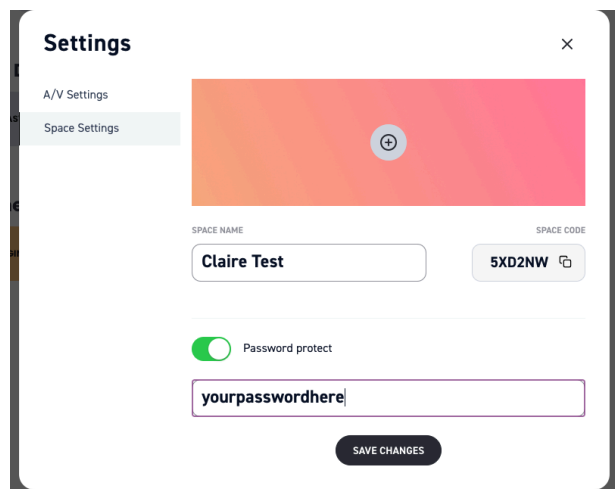 Settings
A/V Settings
Space Settings
SPACE NAME
SPACE CODE
Claire Test
5XD2NW
Password protect
yourpasswordhere
SAVE CHANGES